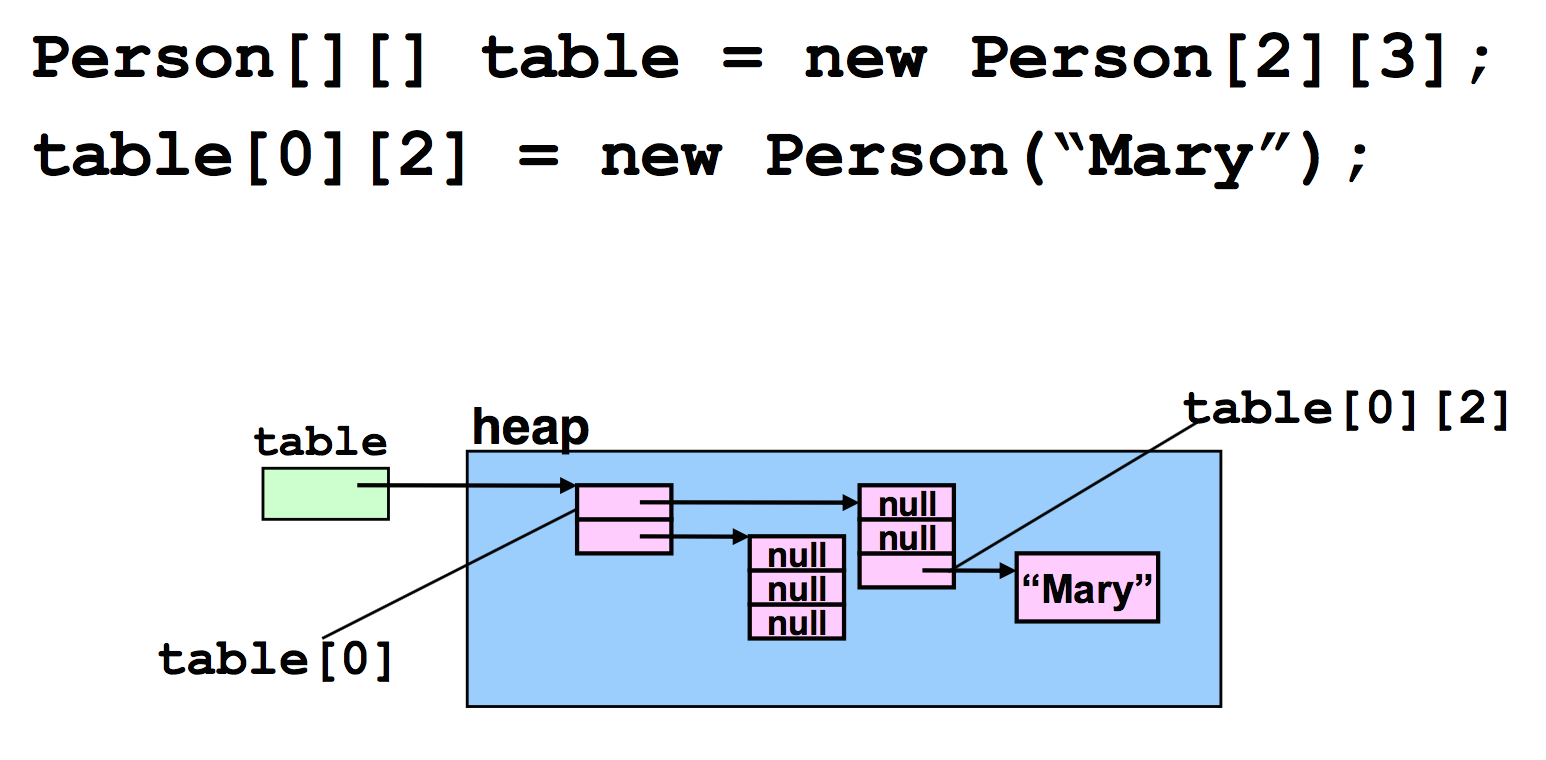 Person[][] table = new Person[2][3];
table[0][2] = new Person(“Mary”);
table[0][2]
heap
table
null
null
null
“Mary”
null
null
table[0]